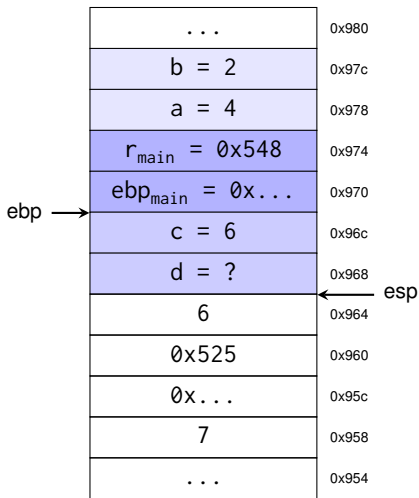 ... 0x980
b = 2 0x97c
a = 4 0x978
r_main = 0x548 0x974
ebp_main = 0x... 0x970
ebp
c = 6 0x96c
d = ? 0x968
esp
6 0x964
0x525 0x960
0x... 0x95c
7 0x958
... 0x954